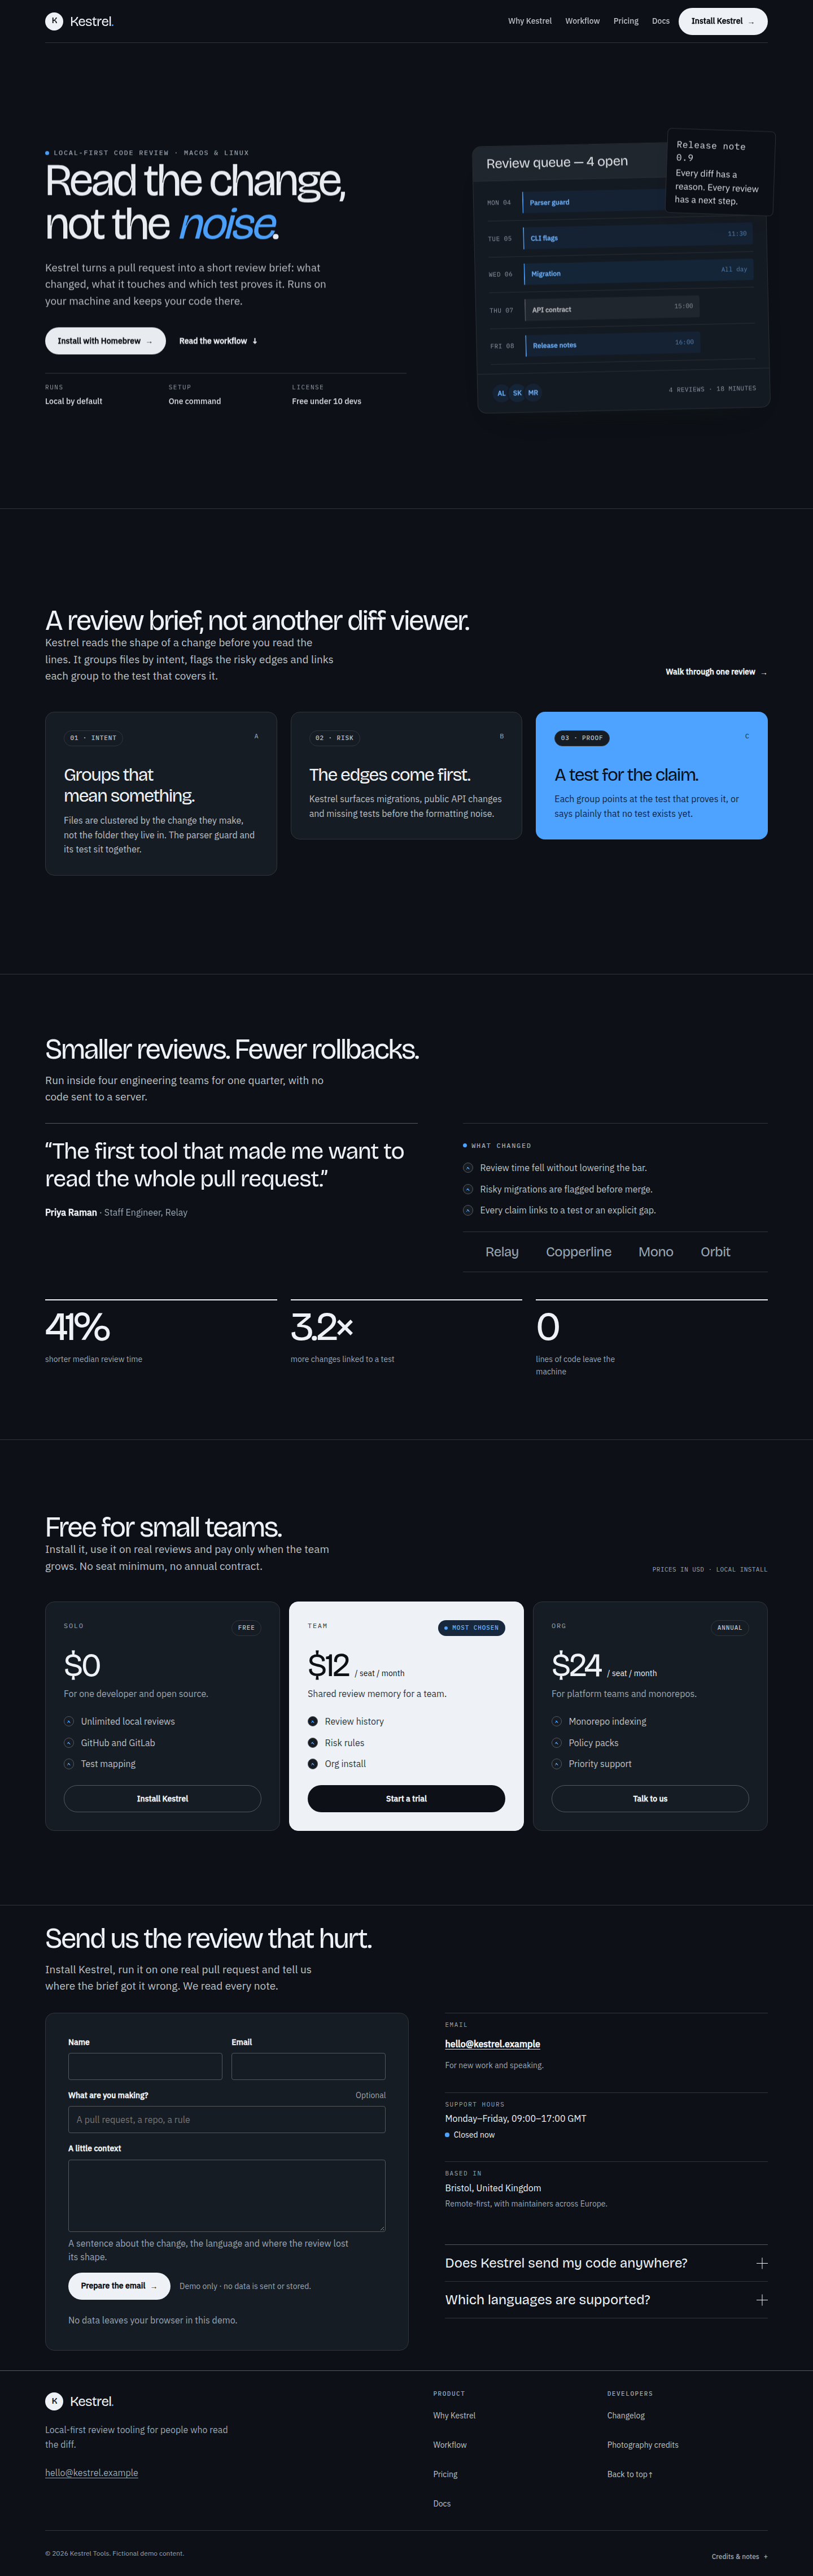 K Kestrel.
Why Kestrel Workflow Pricing Docs Install Kestrel →
LOCAL-FIRST CODE REVIEW · MACOS & LINUX
Read the change,
not the noise.
Kestrel turns a pull request into a short review brief: what
changed, what it touches and which test proves it. Runs on
your machine and keeps your code there.
Install with Homebrew → Read the workflow ↓
RUNS
Local by default
SETUP
One command
LICENSE
Free under 10 devs
Review queue — 4 open
Release note
0.9
Every diff has a
reason. Every review
has a next step.
MON 04 Parser guard
TUE 05 CLI flags 11:30
WED 06 Migration All day
THU 07 API contract 15:00
FRI 08 Release notes 16:00
AL SK MR 4 REVIEWS · 18 MINUTES
A review brief, not another diff viewer.
Kestrel reads the shape of a change before you read the
lines. It groups files by intent, flags the risky edges and links
each group to the test that covers it.
Walk through one review →
01 · INTENT A
Groups that
mean something.
Files are clustered by the change they make,
not the folder they live in. The parser guard and
its test sit together.
02 · RISK B
The edges come first.
Kestrel surfaces migrations, public API changes
and missing tests before the formatting noise.
03 · PROOF C
A test for the claim.
Each group points at the test that proves it, or
says plainly that no test exists yet.
Smaller reviews. Fewer rollbacks.
Run inside four engineering teams for one quarter, with no
code sent to a server.
“The first tool that made me want to
read the whole pull request.”
Priya Raman · Staff Engineer, Relay
WHAT CHANGED
Review time fell without lowering the bar.
Risky migrations are flagged before merge.
Every claim links to a test or an explicit gap.
Relay Copperline Mono Orbit
41%
shorter median review time
3.2×
more changes linked to a test
0
lines of code leave the
machine
Free for small teams.
Install it, use it on real reviews and pay only when the team
grows. No seat minimum, no annual contract.
PRICES IN USD · LOCAL INSTALL
SOLO FREE
$0
For one developer and open source.
Unlimited local reviews
GitHub and GitLab
Test mapping
Install Kestrel
TEAM MOST CHOSEN
$12 / seat / month
Shared review memory for a team.
Review history
Risk rules
Org install
Start a trial
ORG ANNUAL
$24 / seat / month
For platform teams and monorepos.
Monorepo indexing
Policy packs
Priority support
Talk to us
Send us the review that hurt.
Install Kestrel, run it on one real pull request and tell us
where the brief got it wrong. We read every note.
Name Email
What are you making? Optional
A pull request, a repo, a rule
A little context
A sentence about the change, the language and where the review lost
its shape.
Prepare the email → Demo only · no data is sent or stored.
No data leaves your browser in this demo.
EMAIL
hello@kestrel.example
For new work and speaking.
SUPPORT HOURS
Monday–Friday, 09:00–17:00 GMT
Closed now
BASED IN
Bristol, United Kingdom
Remote-first, with maintainers across Europe.
Does Kestrel send my code anywhere?
Which languages are supported?
K Kestrel.
Local-first review tooling for people who read
the diff.
hello@kestrel.example
PRODUCT
Why Kestrel
Workflow
Pricing
Docs
DEVELOPERS
Changelog
Photography credits
Back to top ↑
© 2026 Kestrel Tools. Fictional demo content.
Credits & notes +